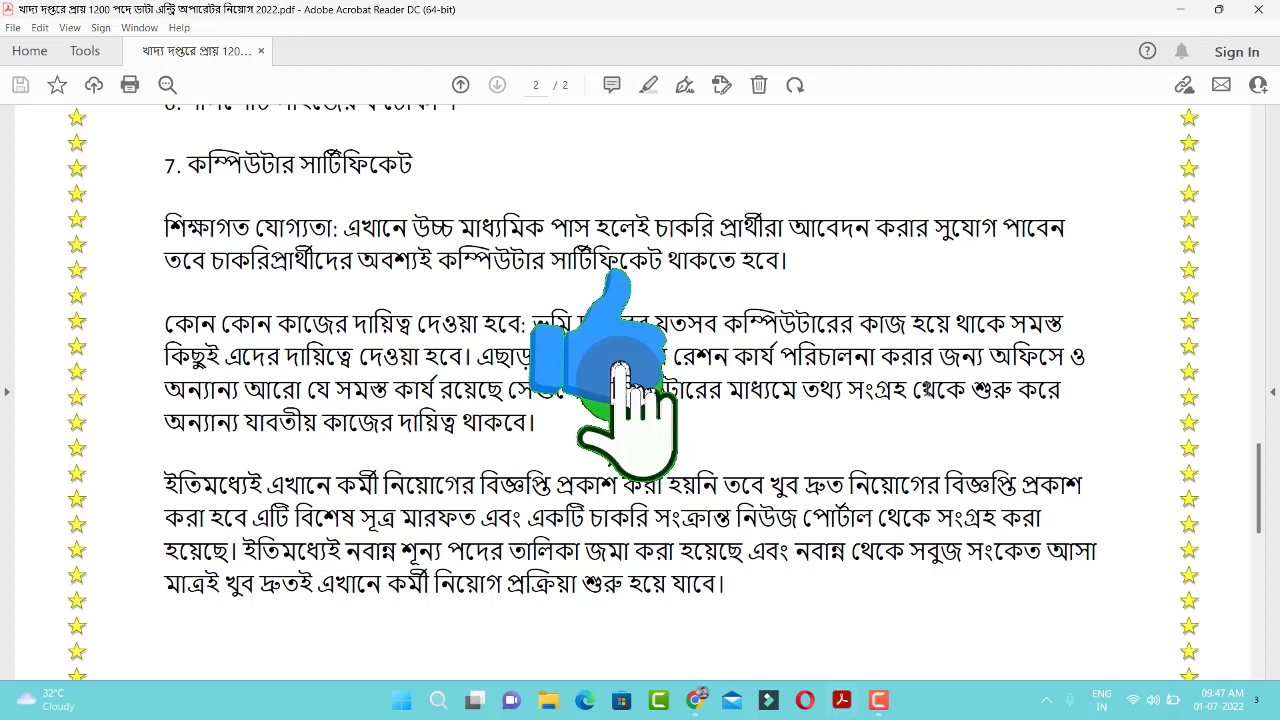 খাদ্য দপ্তরে প্রায় 1200 পদে ডাটা এন্ট্রি অপারেটর নিয়োগ 2022.pdf - Adobe Acrobat Reader DC (64-bit)
File Edit View Sign Window Help
Home Tools খাদ্য দপ্তরে প্রায় 120... × Sign In
2 / 2
7. কম্পিউটার সার্টিফিকেট
শিক্ষাগত যোগ্যতা: এখানে উচ্চ মাধ্যমিক পাস হলেই চাকরি প্রার্থীরা আবেদন করার সুযোগ পাবেন
তবে চাকরিপ্রার্থীদের অবশ্যই কম্পিউটার সার্টিফিকেট থাকতে হবে।
কোন কোন কাজের দায়িত্ব দেওয়া হবে: যতসব কম্পিউটারের কাজ হয়ে থাকে সমস্ত
কিছুই এদের দায়িত্বে দেওয়া হবে। রেশন কার্য পরিচালনা করার জন্য অফিসে ও
অন্যান্য আরো যে সমস্ত কার্য রয়েছে মাধ্যমে তথ্য সংগ্রহ থেকে শুরু করে
অন্যান্য যাবতীয় কাজের দায়িত্ব থাকবে।
ইতিমধ্যেই এখানে কর্মী নিয়োগের বিজ্ঞপ্তি প্রকাশ করা হয়নি তবে খুব দ্রুত নিয়োগের বিজ্ঞপ্তি প্রকাশ
করা হবে এটি বিশেষ সূত্র মারফত এবং একটি চাকরি সংক্রান্ত নিউজ পোর্টাল থেকে সংগ্রহ করা
হয়েছে। ইতিমধ্যেই নবান্ন শূন্য পদের তালিকা জমা করা হয়েছে এবং নবান্ন থেকে সবুজ সংকেত আসা
মাত্রই খুব দ্রুতই এখানে কর্মী নিয়োগ প্রক্রিয়া শুরু হয়ে যাবে।
32°C
Cloudy
ENG
IN
09:47 AM
01-07-2022
3